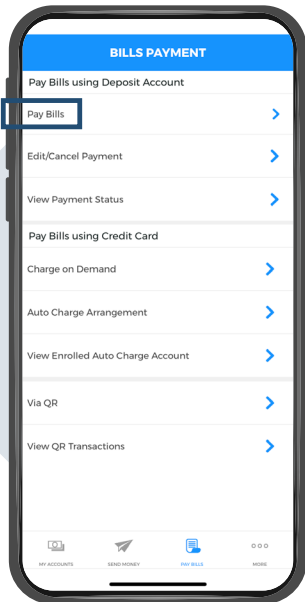 BILLS PAYMENT
Pay Bills using Deposit Account
Pay Bills
Edit/Cancel Payment
View Payment Status
Pay Bills using Credit Card
Charge on Demand
Auto Charge Arrangement
View Enrolled Auto Charge Account
Via QR
View QR Transactions
MY ACCOUNTS SEND MONEY PAY BILLS MORE